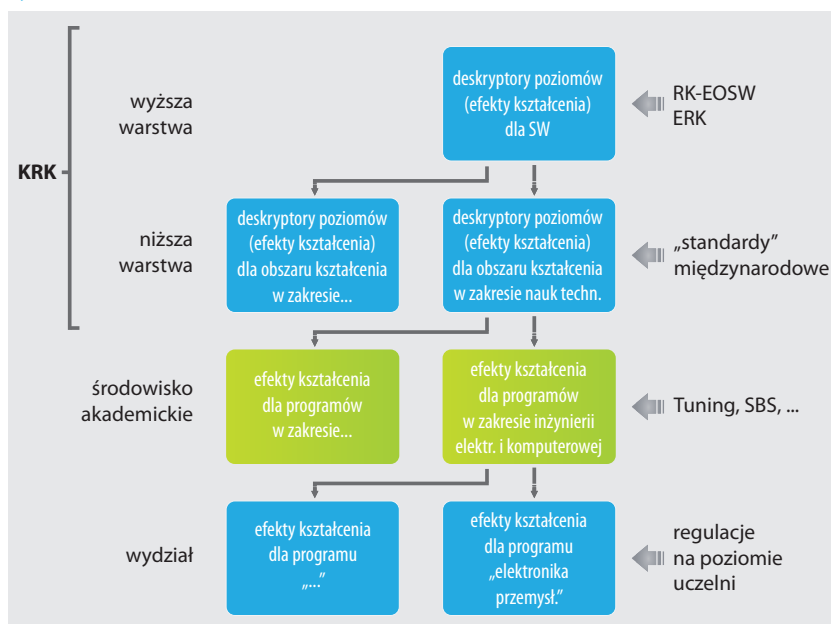 KRK
wyższa
warstwa
deskryptory poziomów
(efekty kształcenia)
dla SW
RK-EOSW
ERK
niższa
warstwa
deskryptory poziomów
(efekty kształcenia)
dla obszaru kształcenia
w zakresie...
deskryptory poziomów
(efekty kształcenia)
dla obszaru kształcenia
w zakresie nauk techn.
„standardy”
międzynarodowe
środowisko
akademickie
efekty kształcenia
dla programów
w zakresie...
efekty kształcenia
dla programów
w zakresie inżynierii
elektr. i komputerowej
Tuning, SBS, ...
wydział
efekty kształcenia
dla programu
„...”
efekty kształcenia
dla programu
„elektronika
przemysł.”
regulacje
na poziomie
uczelni